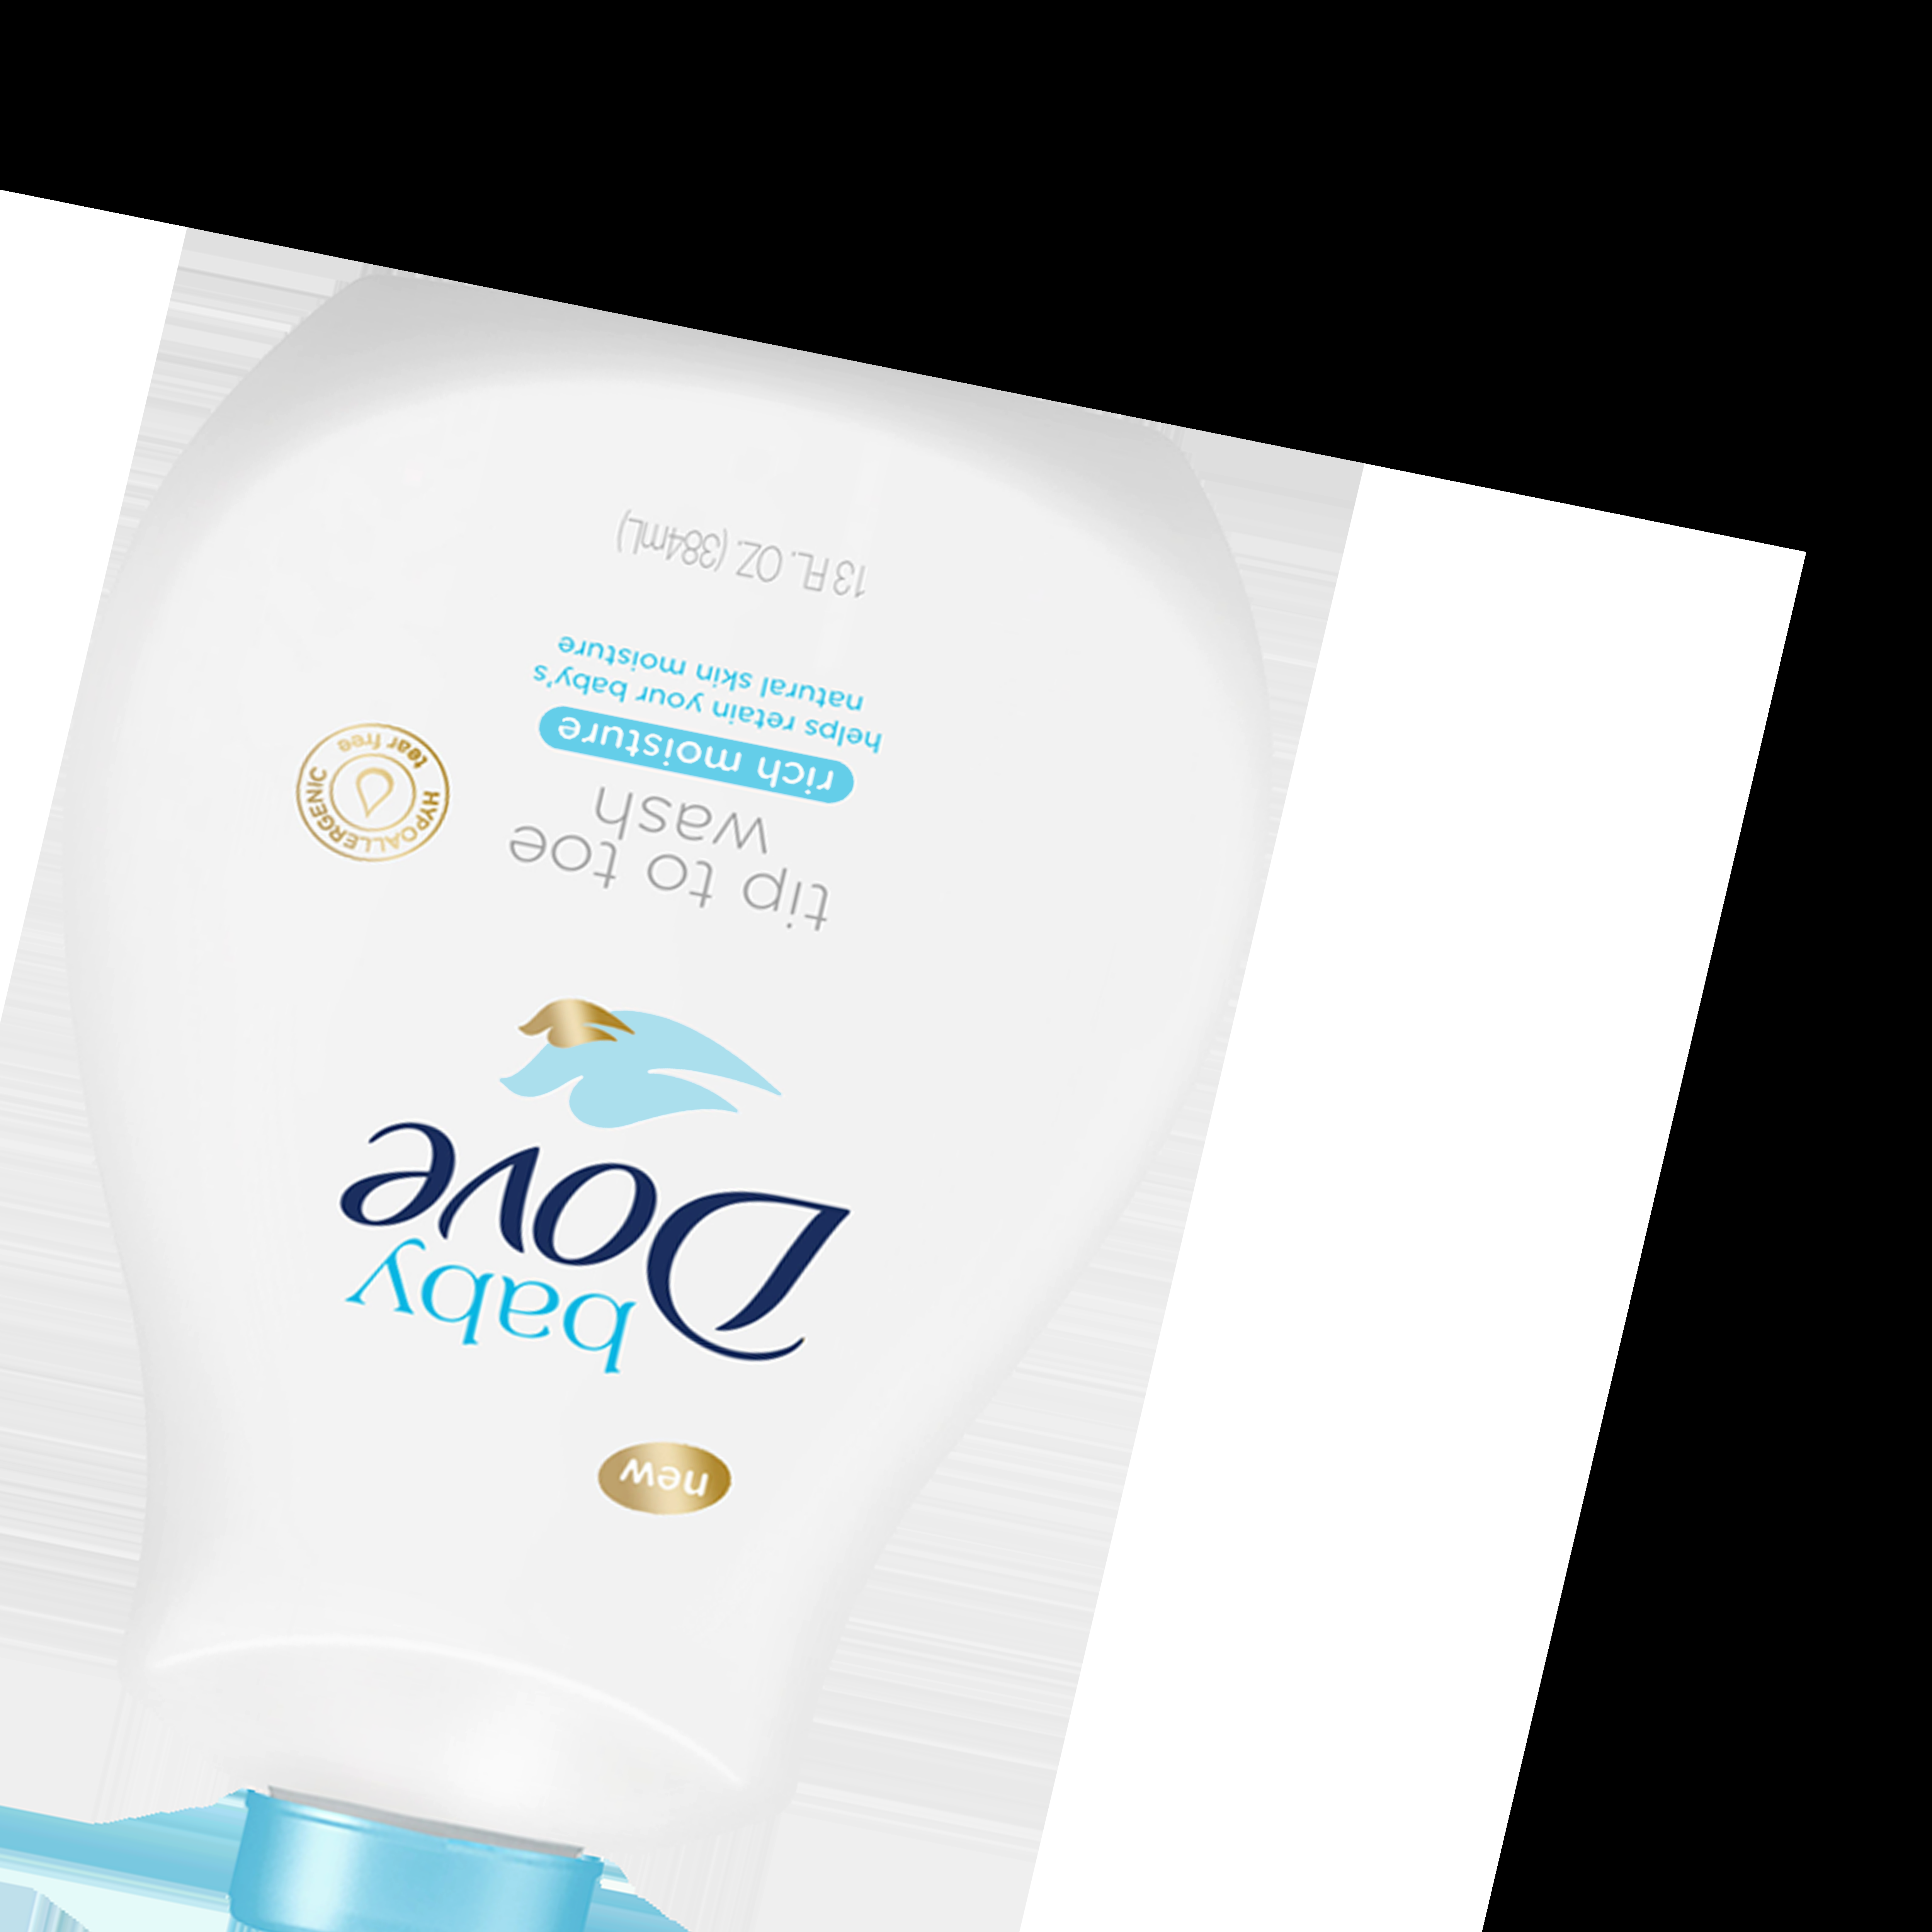 new
baby
Dove
tip to toe
wash
rich moisture
helps retain your baby's
natural skin moisture
HYPOALLERGENIC
tear free
13 FL. OZ (384mL)